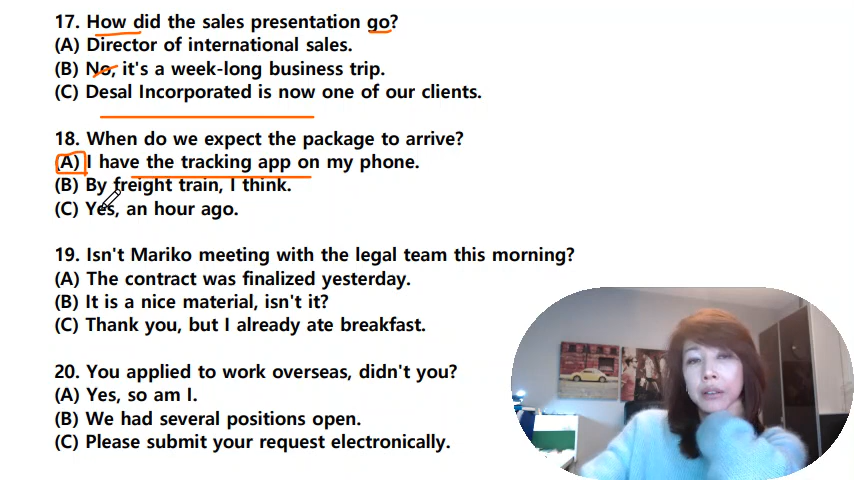 17. How did the sales presentation go?
(A) Director of international sales.
(B) No, it's a week-long business trip.
(C) Desal Incorporated is now one of our clients.
18. When do we expect the package to arrive?
(A) I have the tracking app on my phone.
(B) By freight train, I think.
(C) Yes, an hour ago.
19. Isn't Mariko meeting with the legal team this morning?
(A) The contract was finalized yesterday.
(B) It is a nice material, isn't it?
(C) Thank you, but I already ate breakfast.
20. You applied to work overseas, didn't you?
(A) Yes, so am I.
(B) We had several positions open.
(C) Please submit your request electronically.